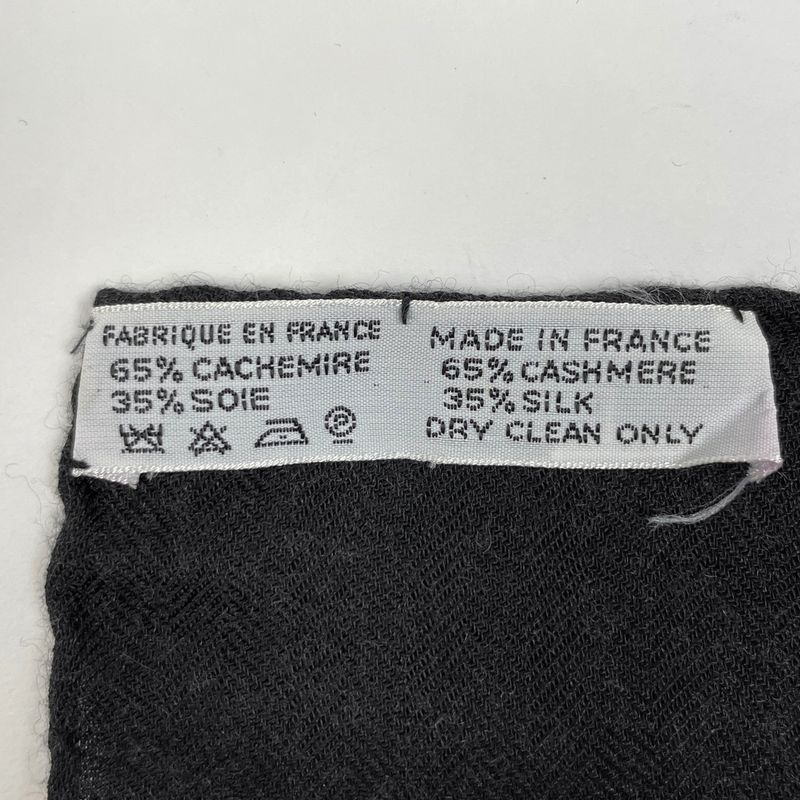 FABRIQUE EN FRANCE
65% CACHEMIRE
35% SOIE
MADE IN FRANCE
65% CASHMERE
35% SILK
DRY CLEAN ONLY